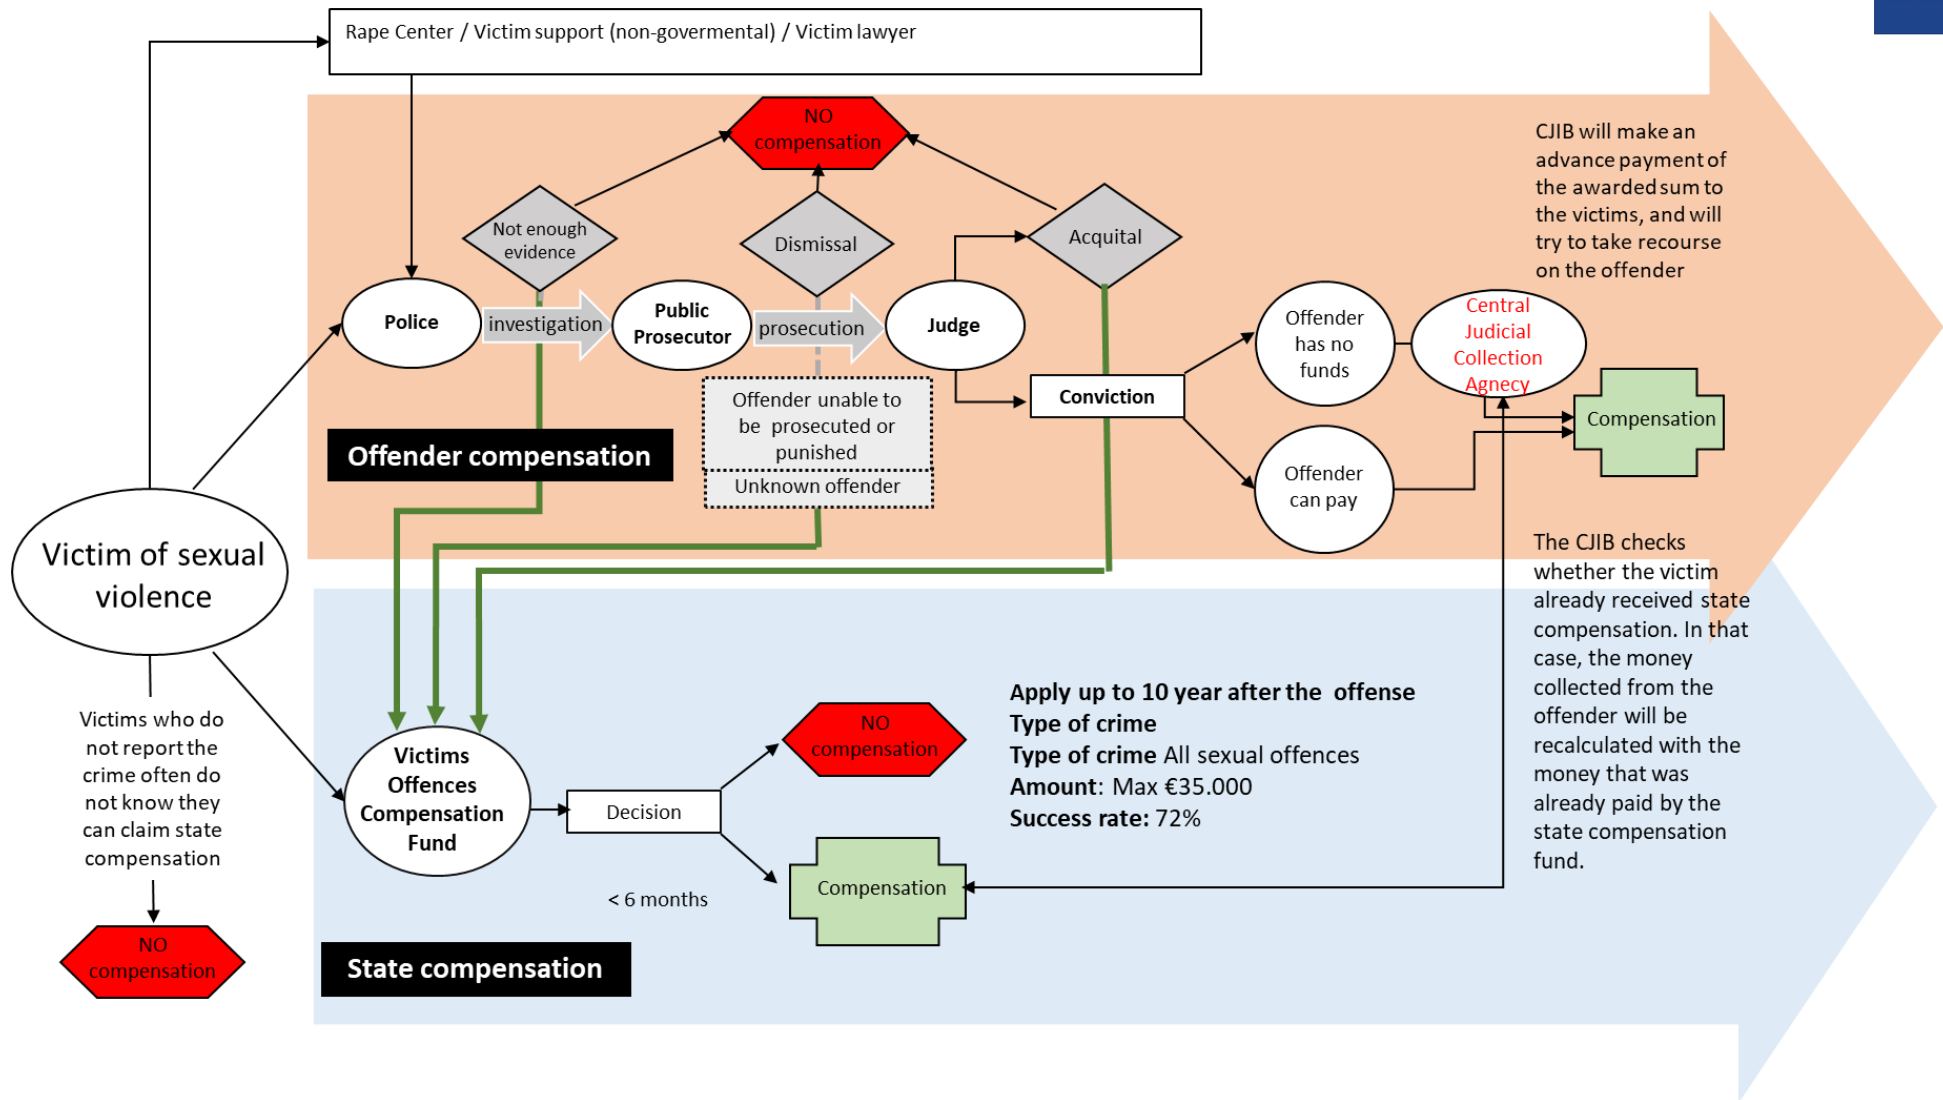 Rape Center / Victim support (non-govermental) / Victim lawyer
NO
compensation
CJIB will make an
advance payment of
the awarded sum to
the victims, and will
try to take recourse
on the offender
Not enough
evidence
Dismissal
Acquital
Police
investigation
Public
Prosecutor
prosecution
Judge
Offender
has no
funds
Central
Judicial
Collection
Agnecy
Conviction
Compensation
Offender unable to
be prosecuted or
punished
Unknown offender
Offender compensation
Offender
can pay
Victim of sexual
violence
The CJIB checks
whether the victim
already received state
compensation. In that
case, the money
collected from the
offender will be
recalculated with the
money that was
already paid by the
state compensation
fund.
Victims who do
not report the
crime often do
not know they
can claim state
compensation
NO
compensation
Victims
Offences
Compensation
Fund
Decision
< 6 months
NO
compensation
Compensation
Apply up to 10 year after the offense
Type of crime
Type of crime All sexual offences
Amount: Max €35.000
Success rate: 72%
State compensation